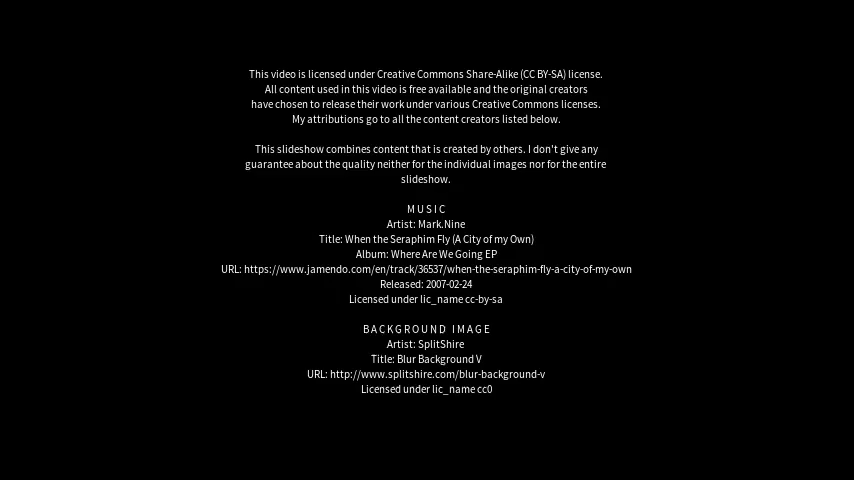 This video is licensed under Creative Commons Share-Alike (CC BY-SA) license.
All content used in this video is free available and the original creators
have chosen to release their work under various Creative Commons licenses.
My attributions go to all the content creators listed below.
This slideshow combines content that is created by others. I don't give any
guarantee about the quality neither for the individual images nor for the entire
slideshow.
MUSIC
Artist: Mark.Nine
Title: When the Seraphim Fly (A City of my Own)
Album: Where Are We Going EP
URL: https://www.jamendo.com/en/track/36537/when-the-seraphim-fly-a-city-of-my-own
Released: 2007-02-24
Licensed under lic_name cc-by-sa
BACKGROUND IMAGE
Artist: SplitShire
Title: Blur Background V
URL: http://www.splitshire.com/blur-background-v
Licensed under lic_name cc0